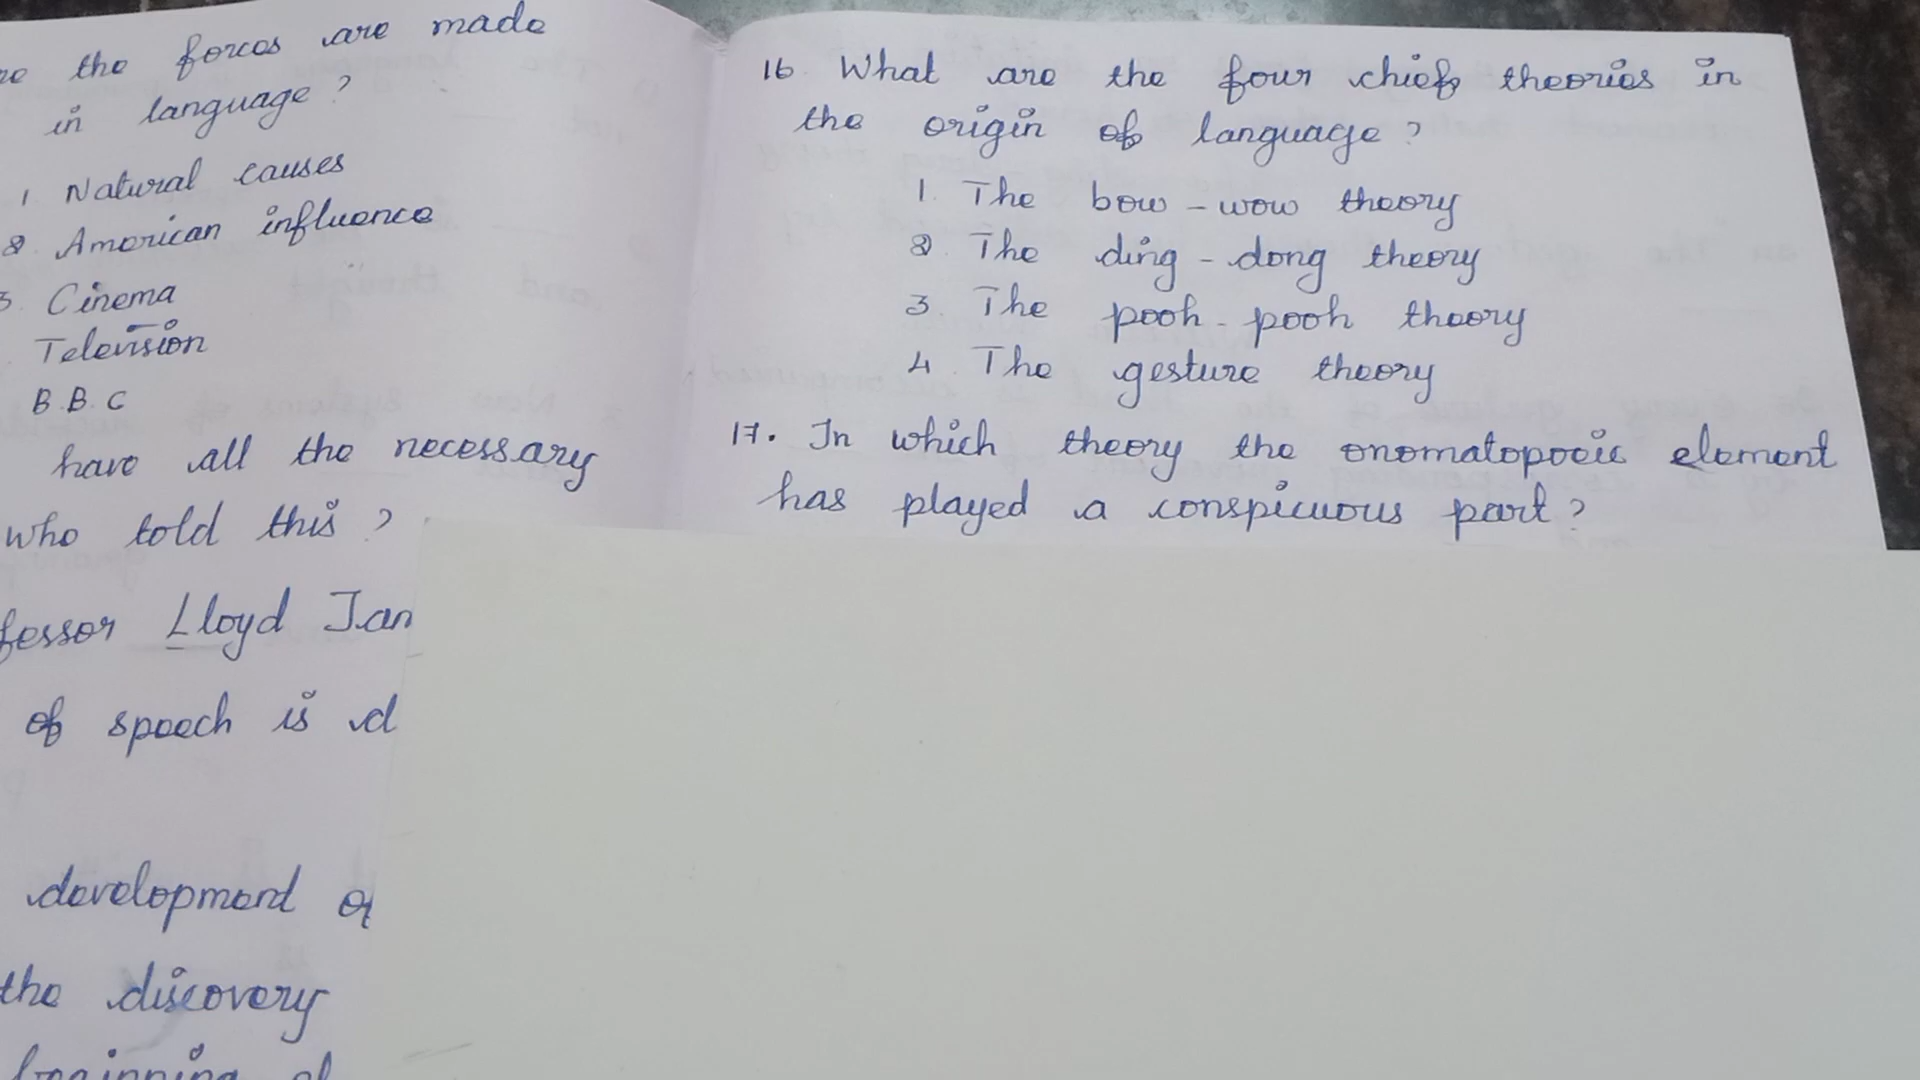 the forces are made
in language?
1 Natural causes
2. American influence
3. Cinema
Television
B.B.C
have all the necessary
who told this?
Lloyd Jan
of speech is d
development
the discovery
beginning
16 What are the four chief theories in
the origin of language?
1. The bow-wow theory
2 The ding-dong theory
3. The pooh-pooh theory
4. The gesture theory
17. In which theory the onomatopoeic element
has played a conspicuous part?